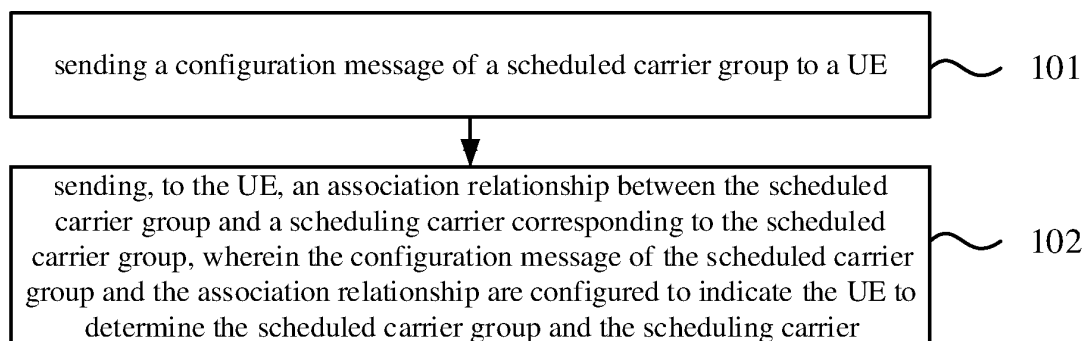 sending a configuration message of a scheduled carrier group to a UE
101
sending, to the UE, an association relationship between the scheduled
carrier group and a scheduling carrier corresponding to the scheduled
carrier group, wherein the configuration message of the scheduled carrier
group and the association relationship are configured to indicate the UE to
determine the scheduled carrier group and the scheduling carrier
102